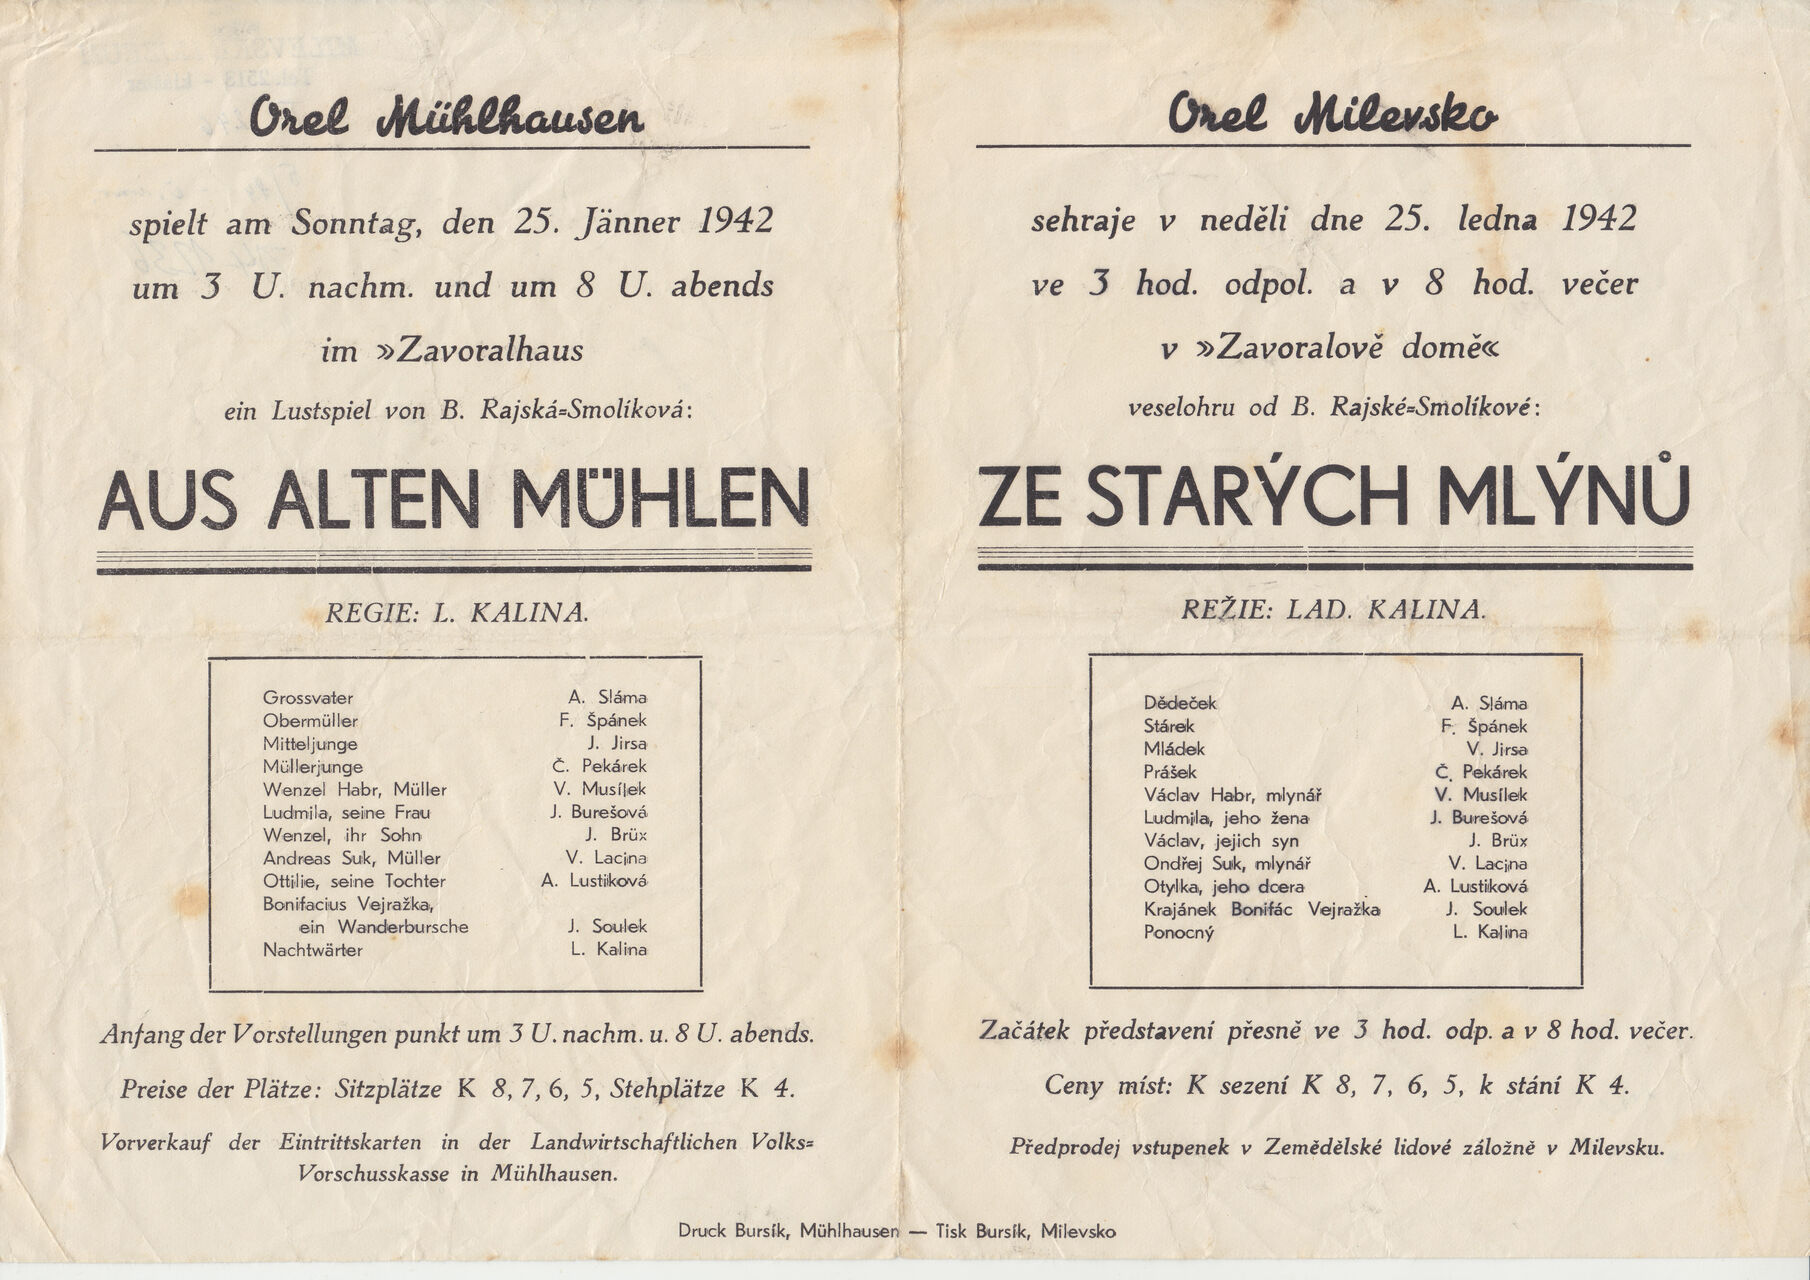 Orel Mühlhausen
spielt am Sonntag, den 25. Jänner 1942
um 3 U. nachm. und um 8 U. abends
im »Zavoralhaus
ein Lustspiel von B. Rajská=Smolíková:
AUS ALTEN MÜHLEN
REGIE: L. KALINA.
Grossvater A. Sláma
Obermüller F. Špánek
Mitteljunge J. Jirsa
Müllerjunge Č. Pekárek
Wenzel Habr, Müller V. Musílek
Ludmila, seine Frau J. Burešová
Wenzel, ihr Sohn J. Brüx
Andreas Suk, Müller V. Lacina
Ottilie, seine Tochter A. Lustiková
Bonifacius Vejražka,
ein Wanderbursche J. Soulek
Nachtwärter L. Kalina
Anfang der Vorstellungen punkt um 3 U. nachm. u. 8 U. abends.
Preise der Plätze: Sitzplätze K 8, 7, 6, 5, Stehplätze K 4.
Vorverkauf der Eintrittskarten in der Landwirtschaftlichen Volks=
Vorschusskasse in Mühlhausen.
Orel Milevsko
sehraje v neděli dne 25. ledna 1942
ve 3 hod. odpol. a v 8 hod. večer
v »Zavoralově domě«
veselohru od B. Rajské=Smolíkové:
ZE STARÝCH MLÝNŮ
REŽIE: LAD. KALINA.
Dědeček A. Sláma
Stárek F. Špánek
Mládek V. Jirsa
Prášek Č. Pekárek
Václav Habr, mlynář V. Musílek
Ludmila, jeho žena J. Burešová
Václav, jejich syn J. Brüx
Ondřej Suk, mlynář V. Lacina
Otylka, jeho dcera A. Lustiková
Krajánek Bonifác Vejražka J. Soulek
Ponocný L. Kalina
Začátek představení přesně ve 3 hod. odp. a v 8 hod. večer.
Ceny míst: K sezení K 8, 7, 6, 5, k stání K 4.
Předprodej vstupenek v Zemědělské lidové záložně v Milevsku.
Druck Bursík, Mühlhausen — Tisk Bursík, Milevsko